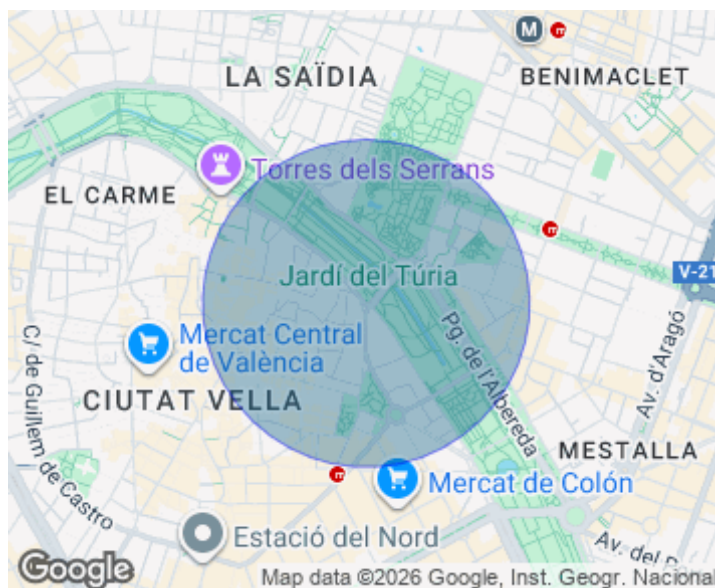 M
m
LA SAÏDIA
BENIMACLET
Torres dels Serrans
EL CARME
m
Jardí del Túria
V-21
Pg. de l'Albereda
Mercat Central
de València
C/ de Guillem de Castro
Av. d'Aragó
CIUTAT VELLA
MESTALLA
m
Mercat de Colón
Estació del Nord
Av. del
Google
Map data ©2026 Google, Inst. Geogr. Nacional